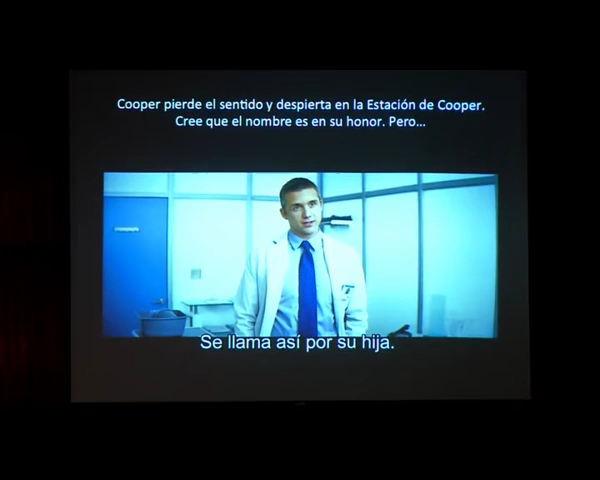 Cooper pierde el sentido y despierta en la Estación de Cooper.
Cree que el nombre es en su honor. Pero...
Se llama así por su hija.